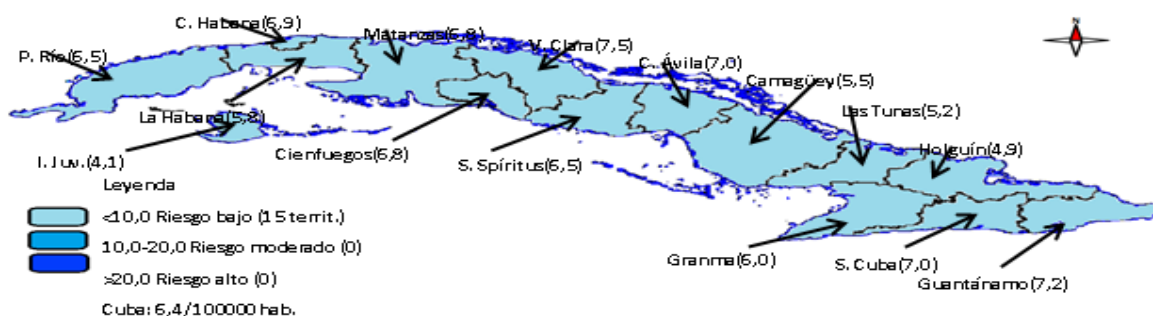 C. Habana(6,9)
N
Matanzas(6,8)
V. Clara(7,5)
P. Río(6,5)
C. Ávila(7,0)
Camagüey(5,5)
La Habana(5,8)
Las Tunas(5,2)
I. Juv.(4,1)
Cienfuegos(6,8)
S. Spíritus(6,5)
Holguín(4,9)
Leyenda
<10,0 Riesgo bajo (15 territ.)
10,0-20,0 Riesgo moderado (0)
Granma(6,0)
S. Cuba(7,0)
>20,0 Riesgo alto (0)
Guantánamo(7,2)
Cuba: 6,4/100000 hab.